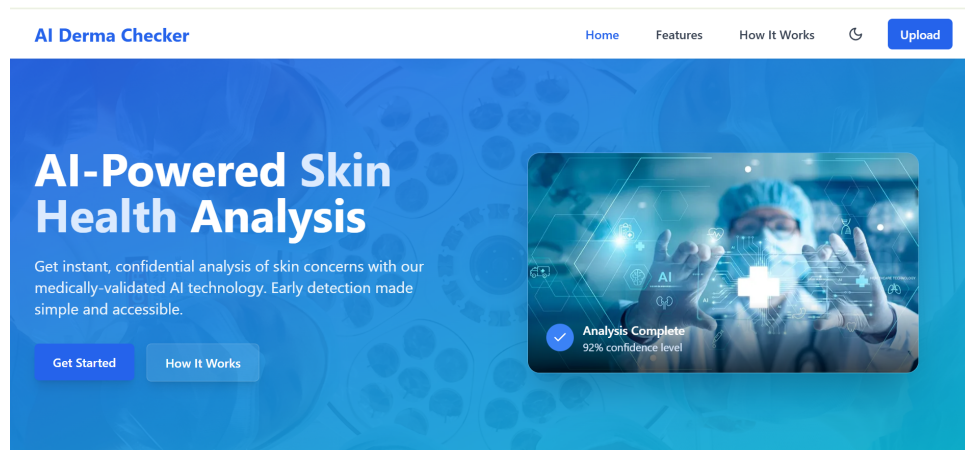 AI Derma Checker
Home
Features
How It Works
Upload
AI-Powered Skin
Health Analysis
Get instant, confidential analysis of skin concerns with our
medically-validated AI technology. Early detection made
simple and accessible.
Get Started
How It Works
AI
AI
Analysis Complete
92% confidence level